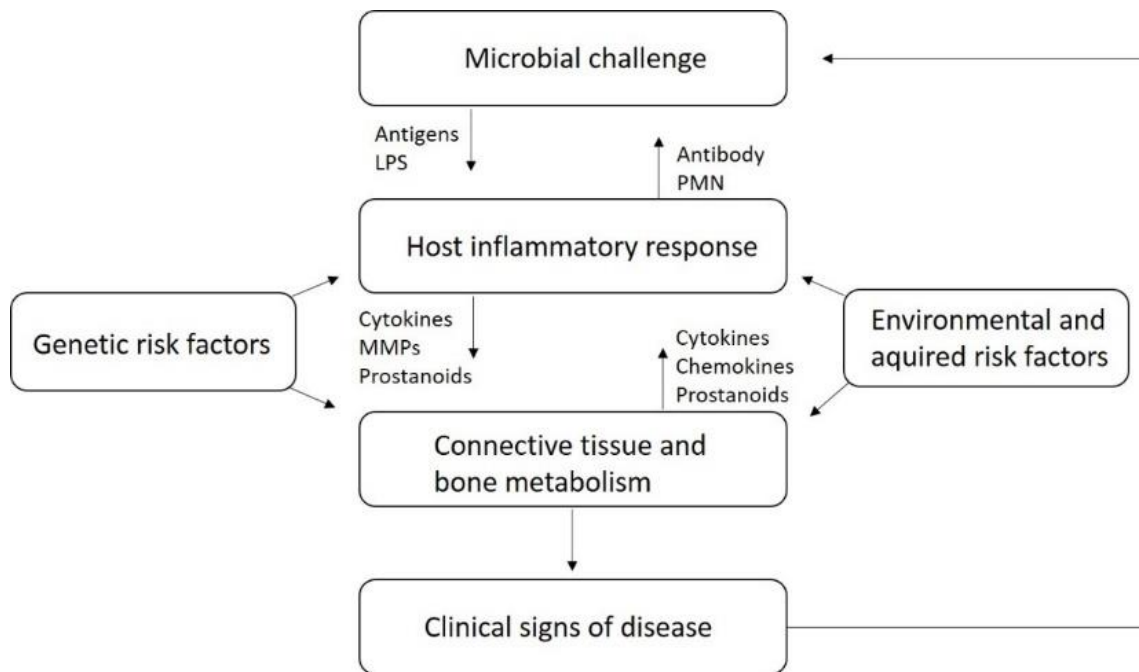 Microbial challenge
Antigens
LPS
Antibody
PMN
Host inflammatory response
Genetic risk factors
Environmental and
aquired risk factors
Cytokines
MMPs
Prostanoids
Cytokines
Chemokines
Prostanoids
Connective tissue and
bone metabolism
Clinical signs of disease